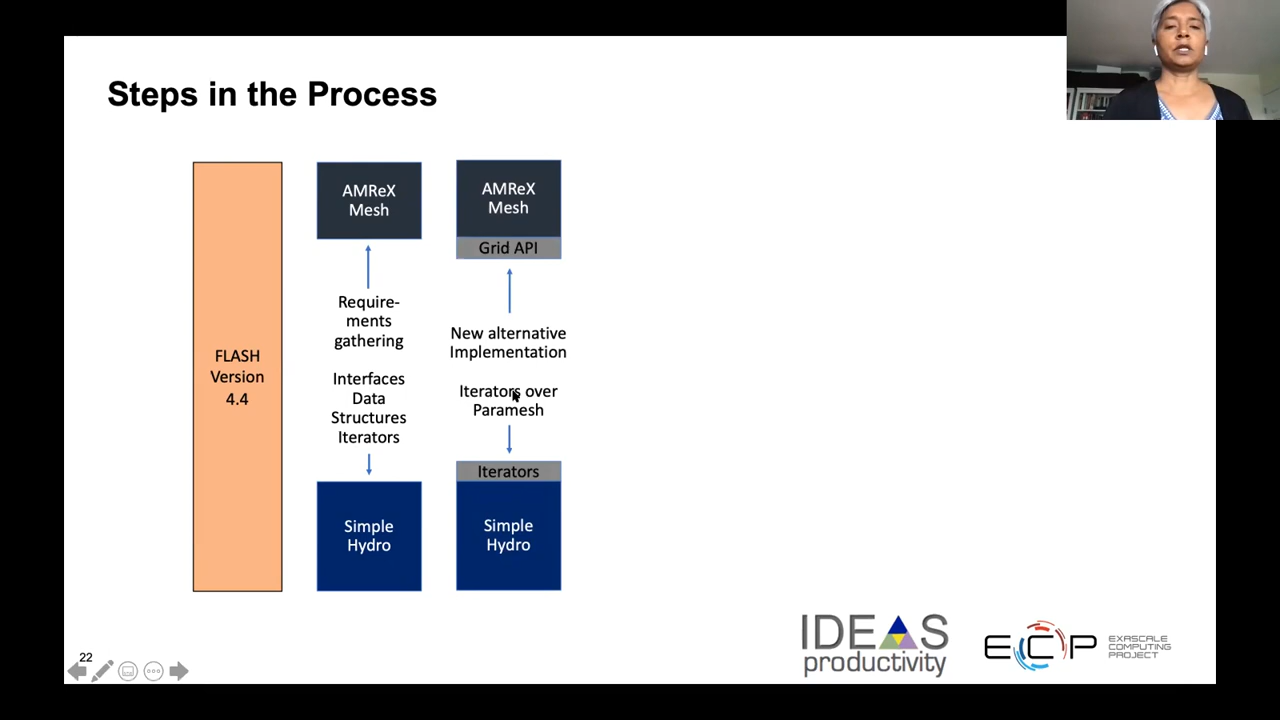 Steps in the Process
FLASH
Version
4.4
AMReX
Mesh
Require-
ments
gathering
Interfaces
Data
Structures
Iterators
Simple
Hydro
AMReX
Mesh
Grid API
New alternative
Implementation
Iterators over
Paramesh
Iterators
Simple
Hydro
22
IDEAS
productivity
ECP
EXASCALE
COMPUTING
PROJECT